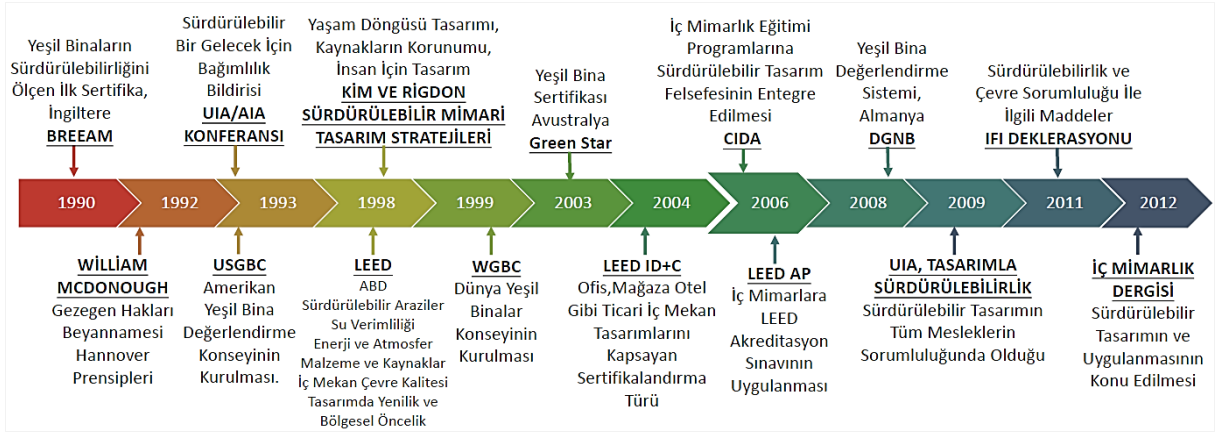 Yeşil Binaların
Sürdürülebilirliğini
Ölçen İlk Sertifika,
İngiltere
BREEAM
Sürdürülebilir
Bir Gelecek İçin
Bağımlılık
Bildirisi
UIA/AIA
KONFERANSI
Yaşam Döngüsü Tasarımı,
Kaynakların Korunumu,
İnsan İçin Tasarım
KİM VE RİGDON
SÜRDÜRÜLEBİLİR MİMARİ
TASARIM STRATEJİLERİ
Yeşil Bina
Sertifikası
Avustralya
Green Star
İç Mimarlık Eğitimi
Programlarına
Sürdürülebilir Tasarım
Felsefesinin Entegre
Edilmesi
CIDA
Yeşil Bina
Değerlendirme
Sistemi,
Almanya
DGNB
Sürdürülebilirlik ve
Çevre Sorumluluğu İle
İlgili Maddeler
IFI DEKLERASYONU
1990
1992
1993
1998
1999
2003
2004
2006
2008
2009
2011
2012
WİLLİAM
MCDONOUGH
Gezegen Hakları
Beyannamesi
Hannover
Prensipleri
USGBC
Amerikan
Yeşil Bina
Değerlendirme
Konseyinin
Kurulması.
LEED
ABD
Sürdürülebilir Araziler
Su Verimliliği
Enerji ve Atmosfer
Malzeme ve Kaynaklar
İç Mekan Çevre Kalitesi
Tasarımda Yenilik ve
Bölgesel Öncelik
WGBC
Dünya Yeşil
Binalar
Konseyinin
Kurulması
LEED ID+C
Ofis,Mağaza Otel
Gibi Ticari İç Mekan
Tasarımlarını
Kapsayan
Sertifikalandırma
Türü
LEED AP
İç Mimarlara
LEED
Akreditasyon
Sınavının
Uygulanması
UIA, TASARIMLA
SÜRDÜRÜLEBİLİRLİK
Sürdürülebilir Tasarımın
Tüm Mesleklerin
Sorumluluğunda Olduğu
İÇ MİMARLIK
DERGİSİ
Sürdürülebilir
Tasarımın ve
Uygulanmasının
Konu Edilmesi